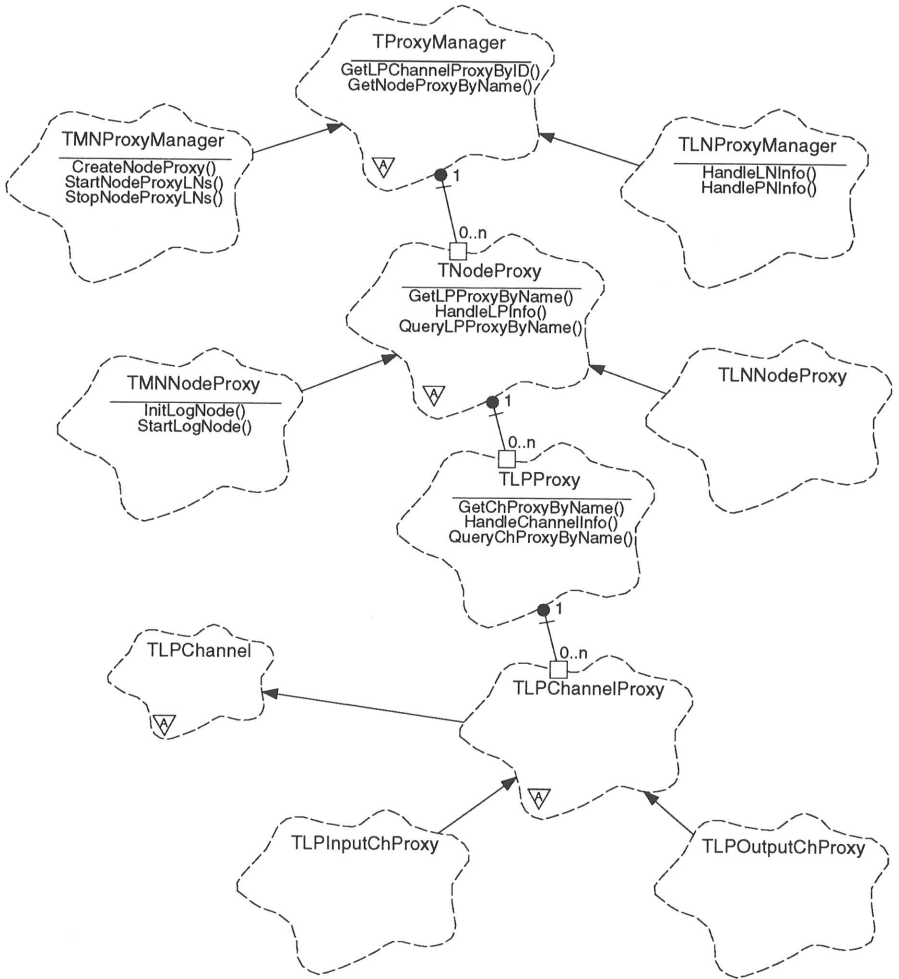 TProxyManager
GetLPChannelProxyByID()
GetNodeProxyByName()
A
TMNProxyManager
CreateNodeProxy()
StartNodeProxyLNs()
StopNodeProxyLNs()
TLNProxyManager
HandleLNInfo()
HandlePNInfo()
1
0..n
TNodeProxy
GetLPProxyByName()
HandleLPInfo()
QueryLPProxyByName()
A
TMNNodeProxy
InitLogNode()
StartLogNode()
TLNNodeProxy
1
0..n
TLPProxy
GetChProxyByName()
HandleChannelInfo()
QueryChProxyByName()
1
0..n
TLPChannel
A
TLPChannelProxy
A
TLPInputChProxy
TLPOutputChProxy